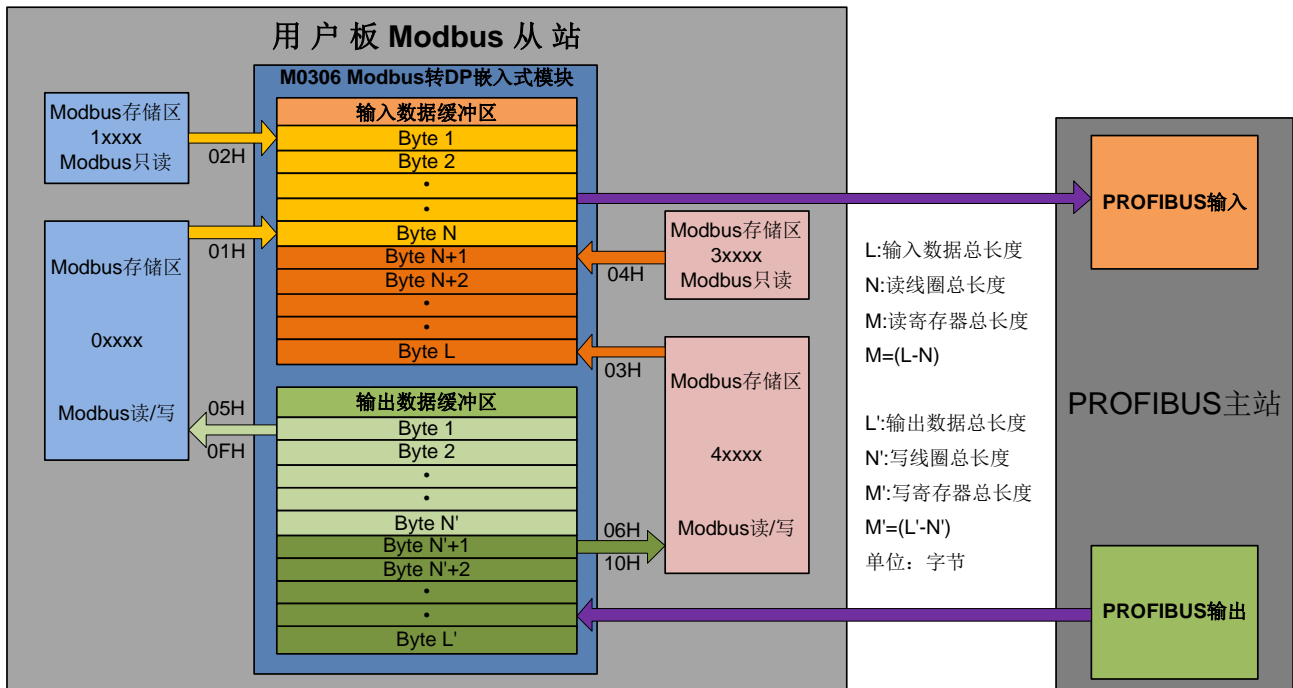 用 户 板 Modbus 从 站
M0306 Modbus转DP嵌入式模块
Modbus存储区
1xxxx
Modbus只读
02H
Modbus存储区
0xxxx
Modbus读/写
01H
05H
0FH
输入数据缓冲区
Byte 1
Byte 2
•
•
Byte N
Byte N+1
Byte N+2
•
•
Byte L
输出数据缓冲区
Byte 1
Byte 2
•
•
Byte N'
Byte N'+1
Byte N'+2
•
•
Byte L'
Modbus存储区
3xxxx
Modbus只读
04H
03H
Modbus存储区
4xxxx
Modbus读/写
06H
10H
L:输入数据总长度
N:读线圈总长度
M:读寄存器总长度
M=(L-N)
L':输出数据总长度
N':写线圈总长度
M':写寄存器总长度
M'=(L'-N')
单位：字节
PROFIBUS输入
PROFIBUS主站
PROFIBUS输出